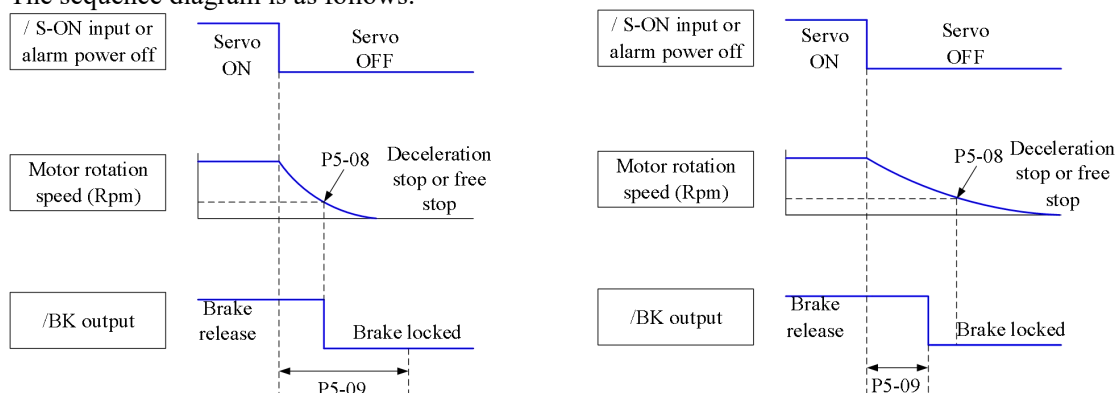 The sequence diagram is as follows:
/ S-ON input or
alarm power off
Servo
ON
Servo
OFF
Motor rotation
speed (Rpm)
P5-08
Deceleration
stop or free
stop
/BK output
Brake
release
Brake locked
P5-09
/ S-ON input or
alarm power off
Servo
ON
Servo
OFF
Motor rotation
speed (Rpm)
P5-08
Deceleration
stop or free
stop
/BK output
Brake
release
Brake locked
P5-09